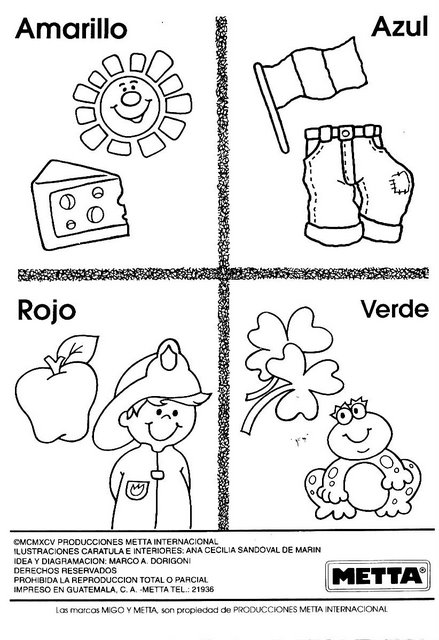 Amarillo
Azul
Rojo
Verde
©MCMXCV PRODUCCIONES METTA INTERNACIONAL
ILUSTRACIONES CARATULA E INTERIORES: ANA CECILIA SANDOVAL DE MARIN
IDEA Y DIAGRAMACION: MARCO A. DORIGONI
DERECHOS RESERVADOS
PROHIBIDA LA REPRODUCCION TOTAL O PARCIAL
IMPRESO EN GUATEMALA, C. A. -METTA TEL.: 21936
METTA®
Las marcas MIGO Y METTA, son propiedad de PRODUCCIONES METTA INTERNACIONAL